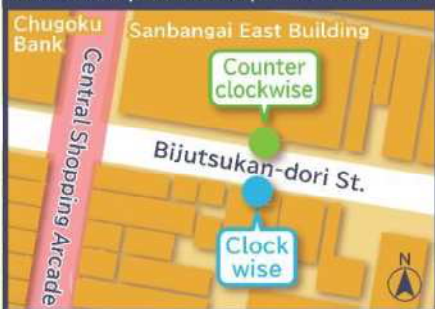 Chugoku
Bank
Sanbangai East Building
Counter
clockwise
Central Shopping Arcade
Bijutsukan-dori St.
Clock
wise
N